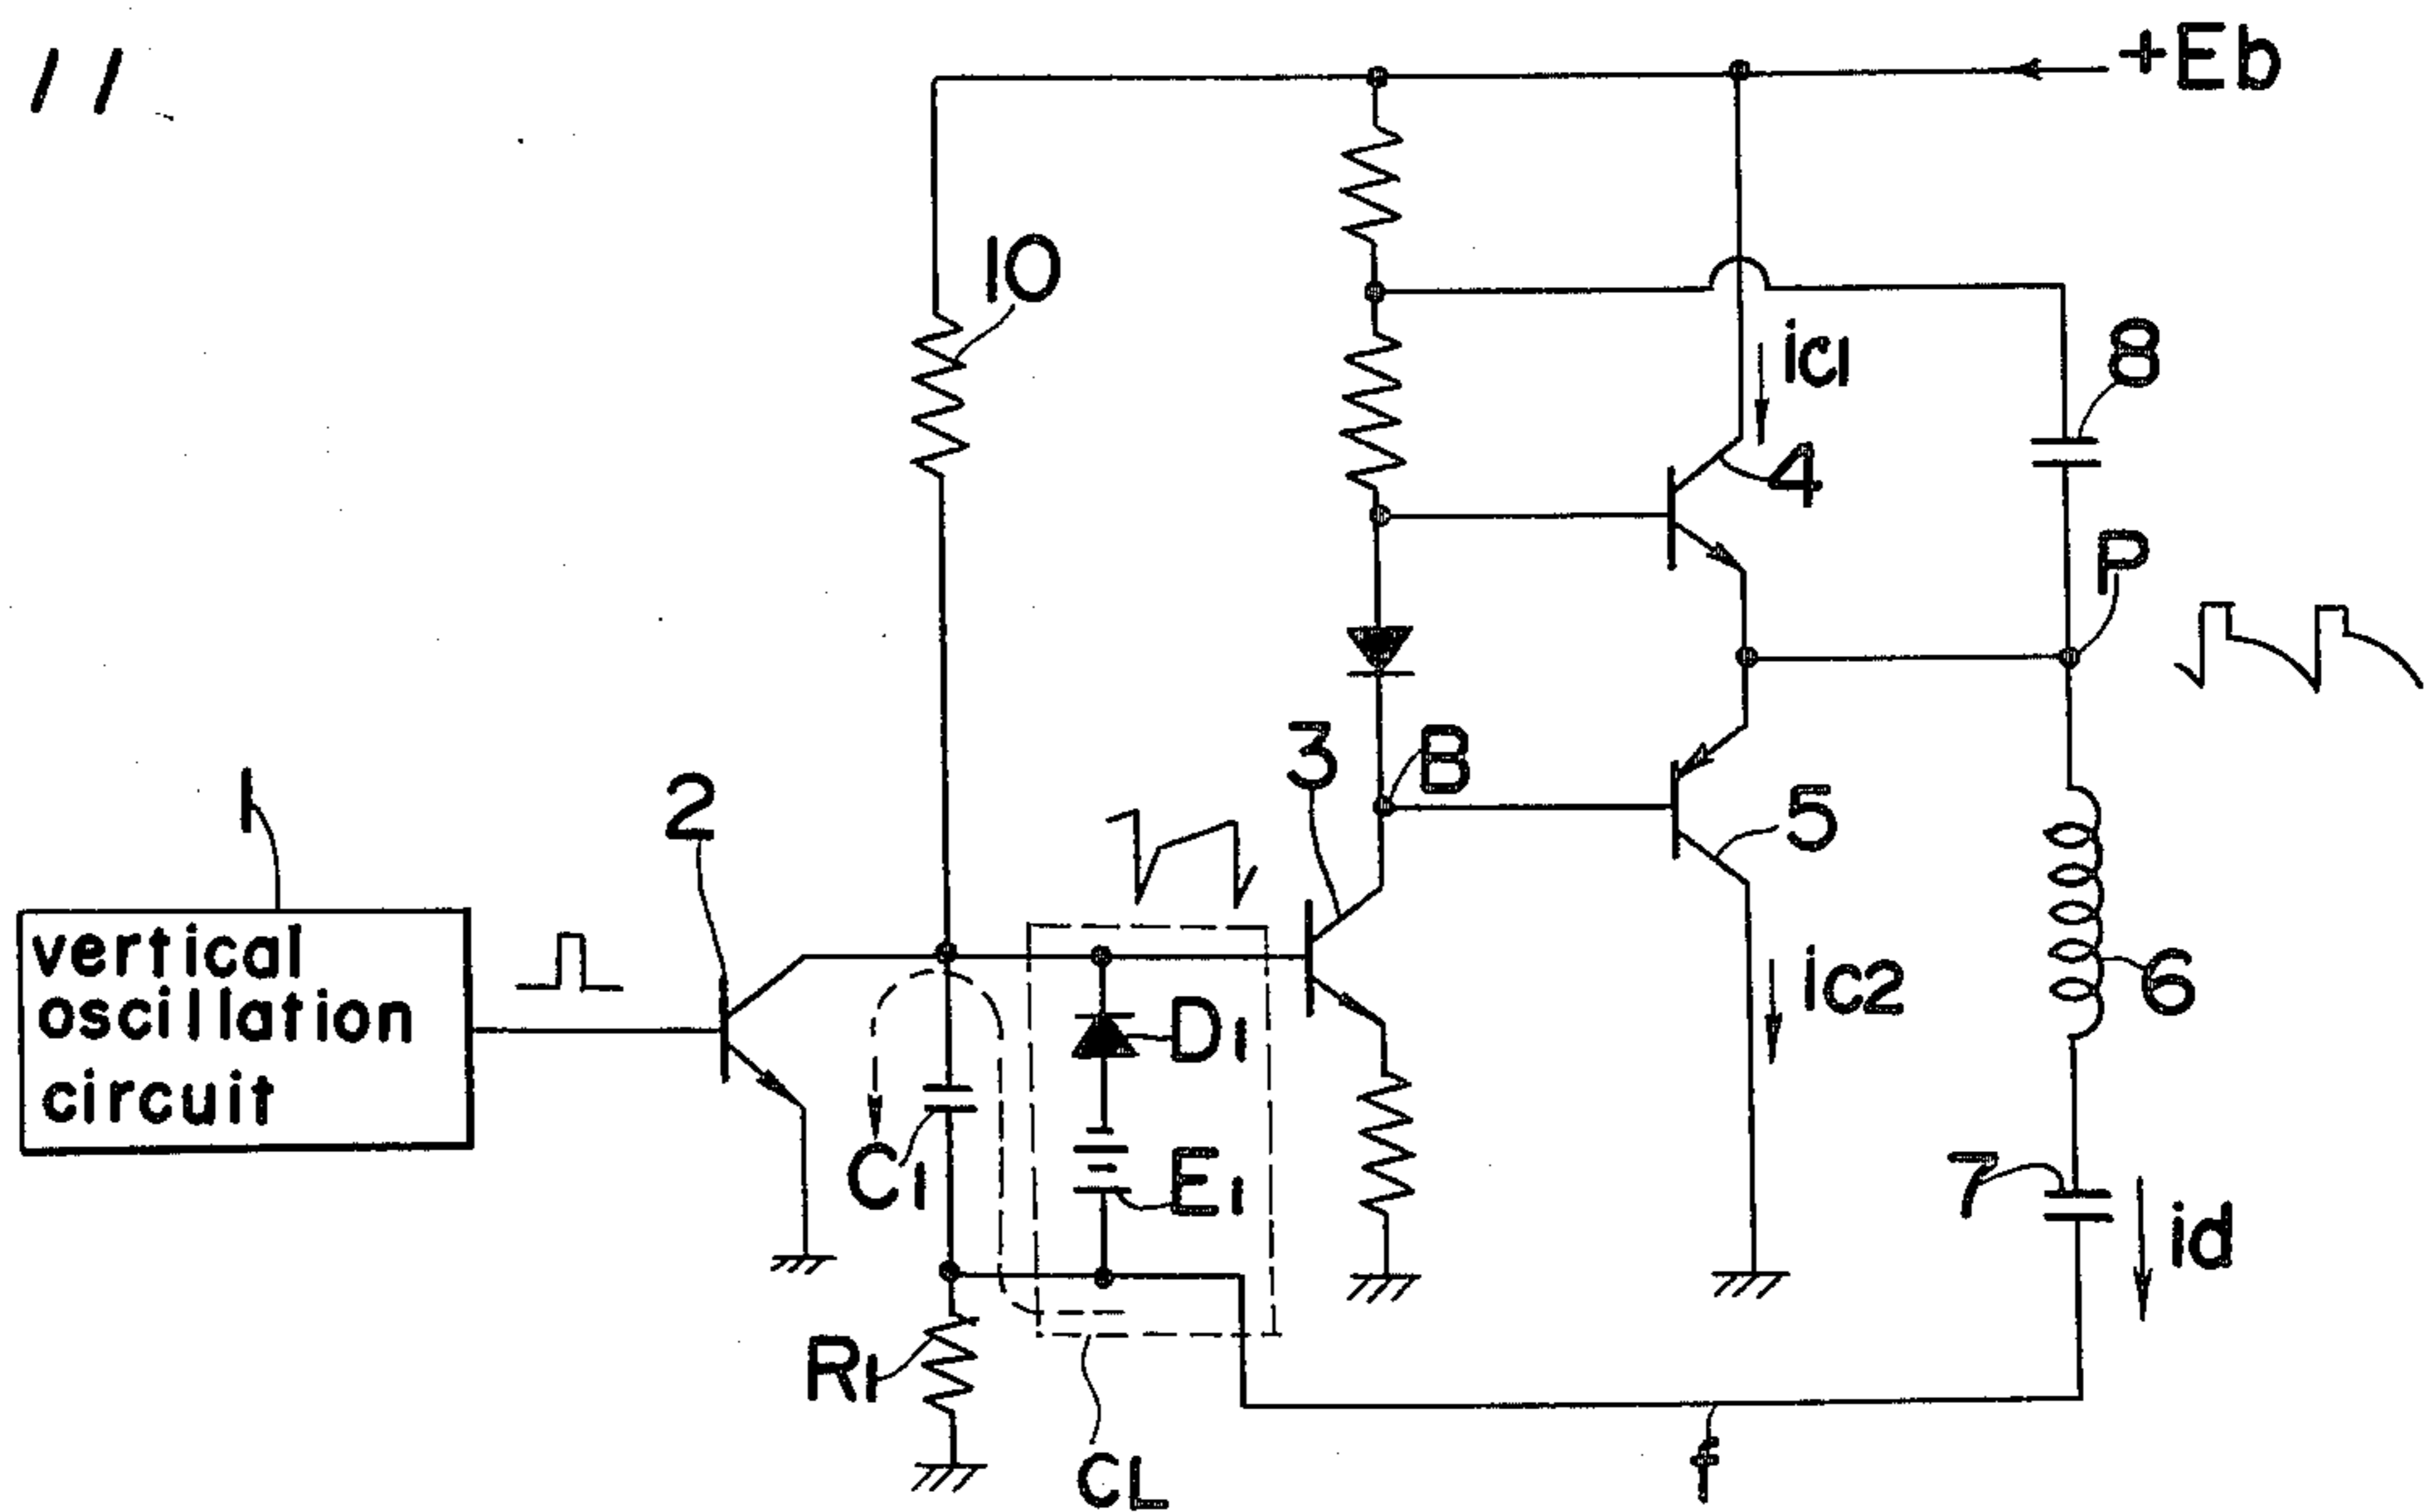 11
+Eb
10
ic1
8
4
P
3
B
5
1
2
vertical
oscillation
circuit
D1
ic2
6
C1
E1
7
id
R1
CL
f